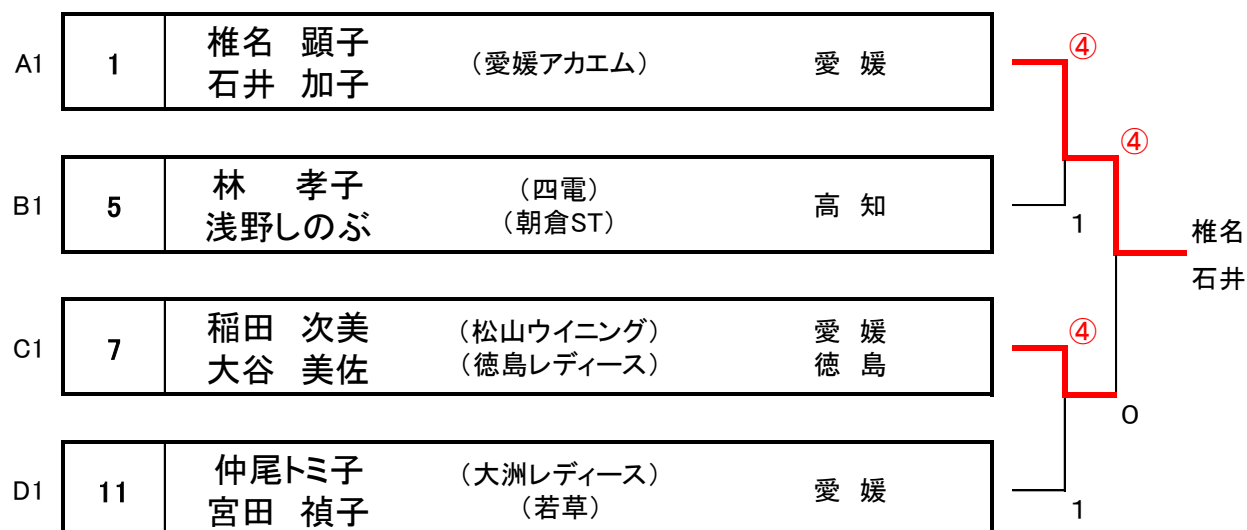 椎名 顕子
A1 1 (愛媛アカエム) 愛 媛 ④
石井 加子
④
林 孝子 (四電)
B1 5 高 知
浅野しのぶ (朝倉ST)
1
椎名
石井
稲田 次美 (松山ウイニング) 愛 媛 ④
C1 7
大谷 美佐 (徳島レディース) 徳 島
0
仲尾トミ子 (大洲レディース)
D1 11 愛 媛
宮田 禎子 (若草)
1